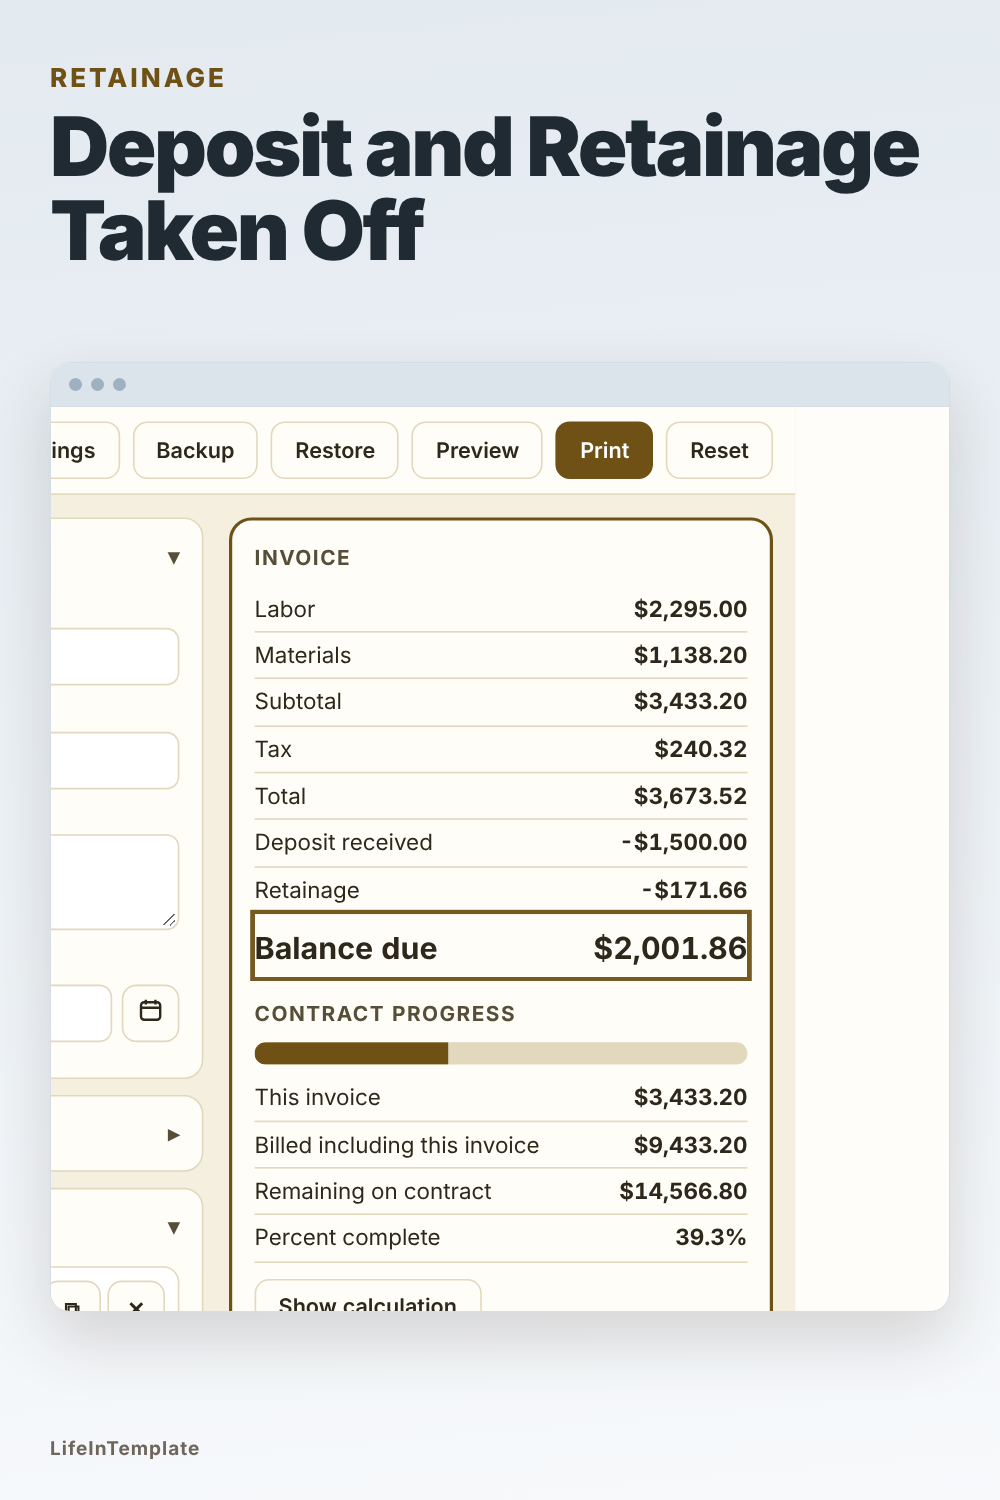 RETAINAGE
Deposit and Retainage
Taken Off
ings Backup Restore Preview Print Reset
INVOICE
Labor $2,295.00
Materials $1,138.20
Subtotal $3,433.20
Tax $240.32
Total $3,673.52
Deposit received -$1,500.00
Retainage -$171.66
Balance due $2,001.86
CONTRACT PROGRESS
This invoice $3,433.20
Billed including this invoice $9,433.20
Remaining on contract $14,566.80
Percent complete 39.3%
Show calculation
LifeInTemplate